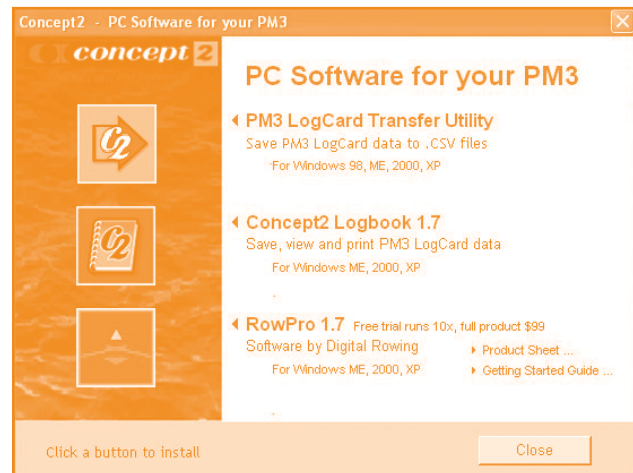 Concept2 - PC Software for your PM3
concept 2
PC Software for your PM3
PM3 LogCard Transfer Utility
Save PM3 LogCard data to .CSV files
For Windows 98, ME, 2000, XP
C2
Concept2 Logbook 1.7
Save, view and print PM3 LogCard data
For Windows ME, 2000, XP
C2
RowPro 1.7 Free trial runs 10x, full product $99
Software by Digital Rowing
Product Sheet ...
For Windows ME, 2000, XP
Getting Started Guide ...
Click a button to install
Close